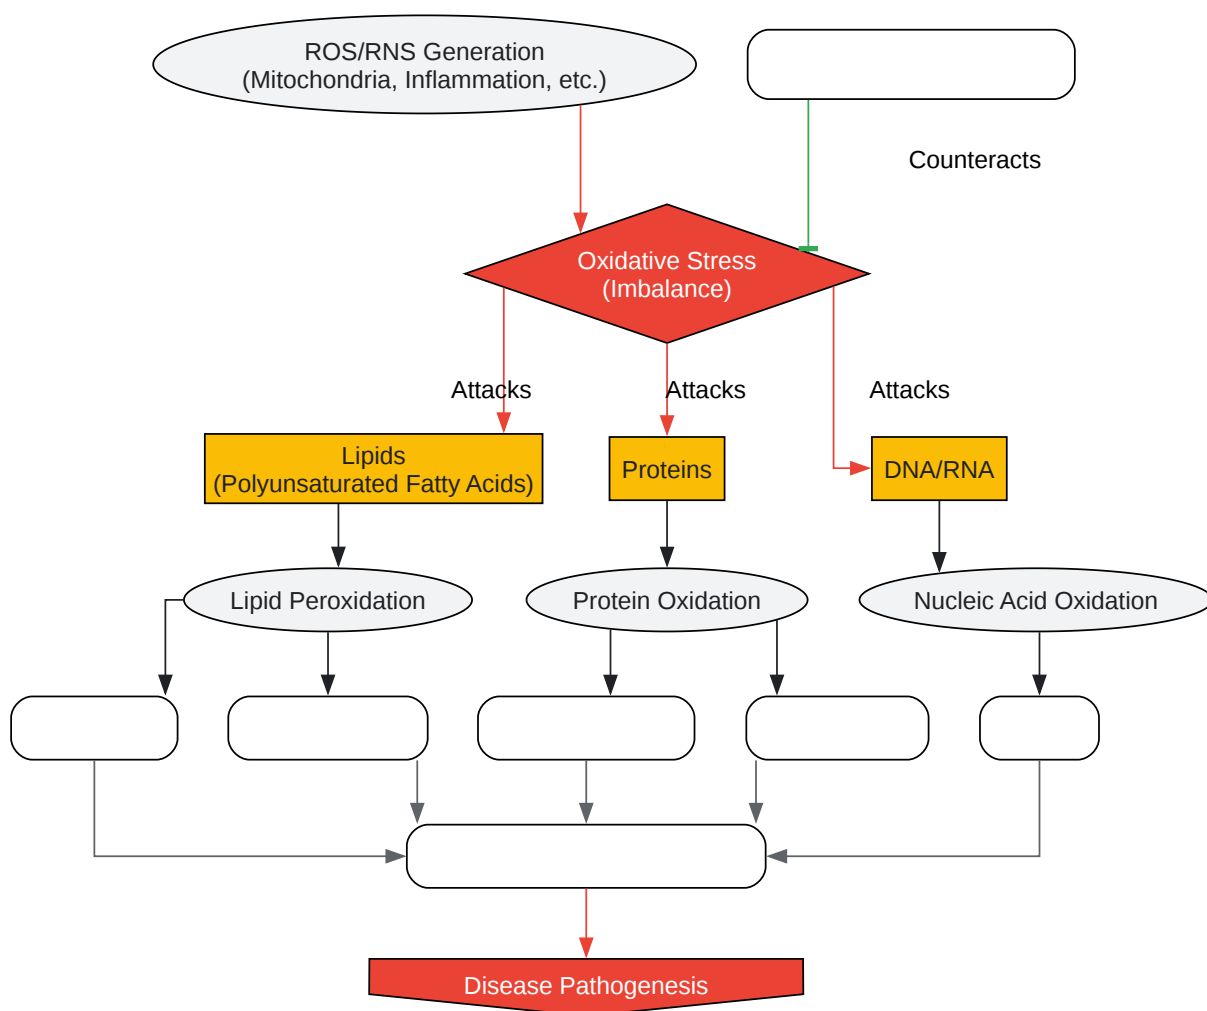 ROS/RNS Generation
(Mitochondria, Inflammation, etc.)
Counteracts
Oxidative Stress
(Imbalance)
Attacks
Attacks
Attacks
Lipids
(Polyunsaturated Fatty Acids)
Proteins
DNA/RNA
Lipid Peroxidation
Protein Oxidation
Nucleic Acid Oxidation
Disease Pathogenesis